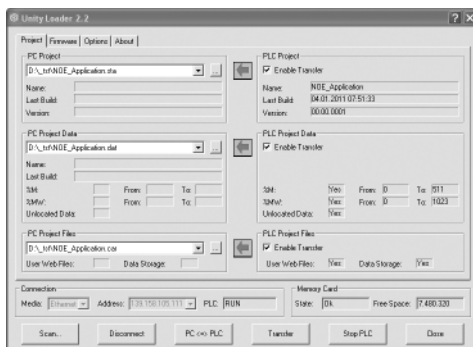 Unity Loader 2.2
Project Firmware Options About
PC Project
D:\_tsf\NOE_Application.sta
Name:
Last Build:
Version:
PLC Project
Enable Transfer
Name: NOE_Application
Last Build: 04.01.2011 07:51:33
Version: 00.00.0001
PC Project Data
D:\_tsf\NOE_Application.dat
Name:
Last Build:
%M: From: To:
%MW: From: To:
Unlocated Data:
PLC Project Data
Enable Transfer
%M: Yes From: 0 To: 511
%MW: Yes From: 0 To: 1023
Unlocated Data: Yes
PC Project Files
D:\_tsf\NOE_Application.car
User Web Files: Data Storage:
PLC Project Files
Enable Transfer
User Web Files: Yes Data Storage: Yes
Connection
Media: Ethernet Address: 139.158.105.111 PLC: RUN
Memory Card
State: Ok Free Space: 7.480.320
Scan... Disconnect PC <=> PLC Transfer Stop PLC Close